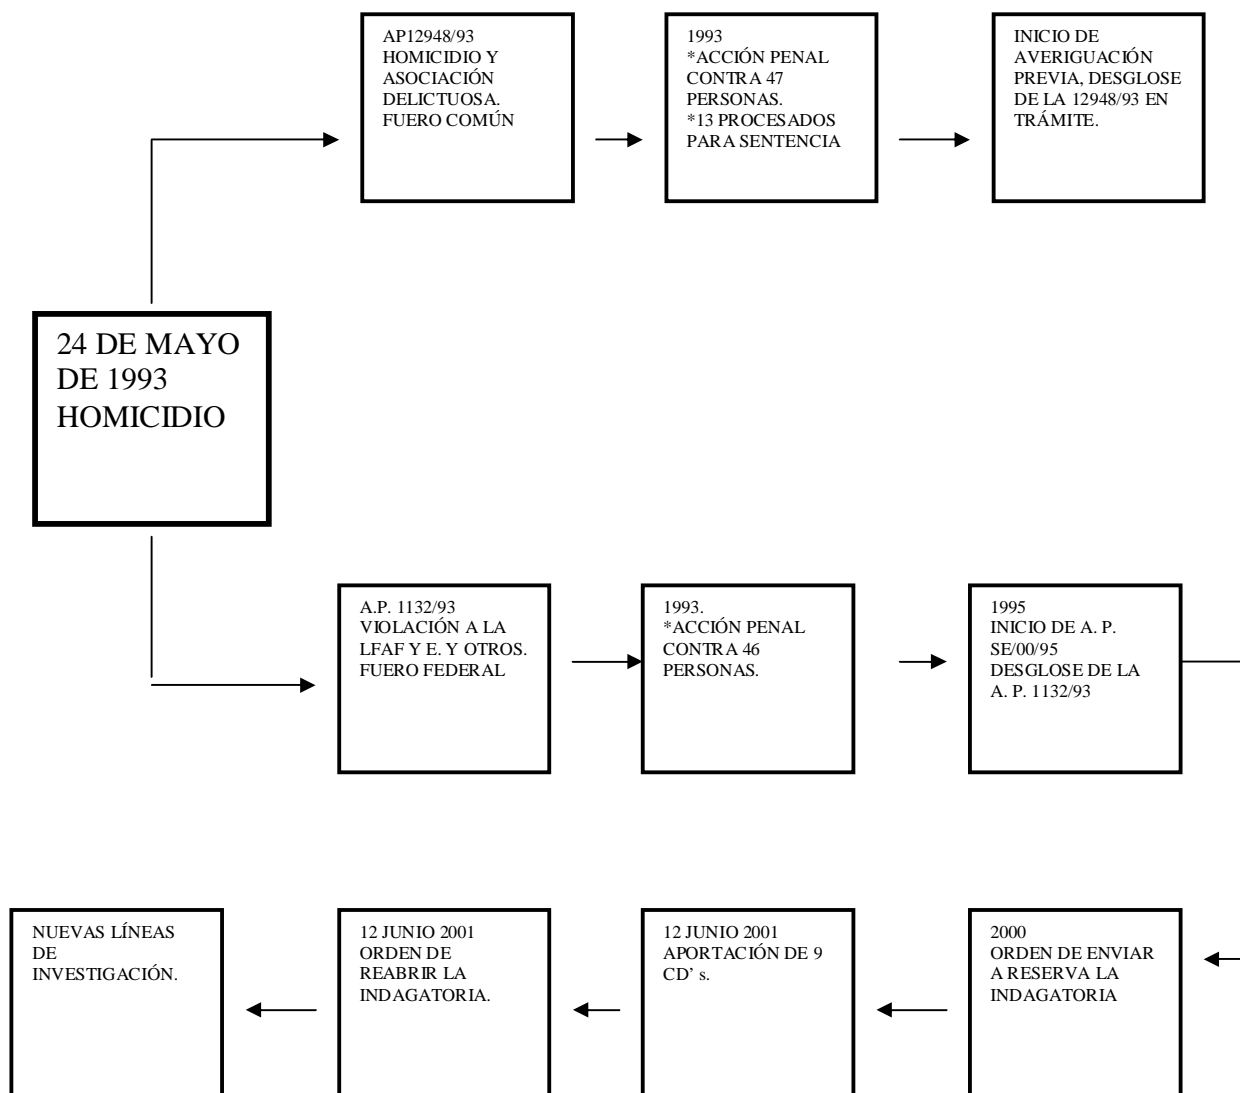 AP12948/93
HOMICIDIO Y
ASOCIACIÓN
DELICTUOSA.
FUERO COMÚN
1993
*ACCIÓN PENAL
CONTRA 47
PERSONAS.
*13 PROCESADOS
PARA SENTENCIA
INICIO DE
AVERIGUACIÓN
PREVIA, DESGLOSE
DE LA 12948/93 EN
TRÁMITE.
24 DE MAYO
DE 1993
HOMICIDIO
A.P. 1132/93
VIOLACIÓN A LA
LFAF Y E. Y OTROS.
FUERO FEDERAL
1993.
*ACCIÓN PENAL
CONTRA 46
PERSONAS.
1995
INICIO DE A. P.
SE/00/95
DESGLOSE DE LA
A. P. 1132/93
NUEVAS LÍNEAS
DE
INVESTIGACIÓN.
12 JUNIO 2001
ORDEN DE
REABRIR LA
INDAGATORIA.
12 JUNIO 2001
APORTACIÓN DE 9
CD' s.
2000
ORDEN DE ENVIAR
A RESERVA LA
INDAGATORIA